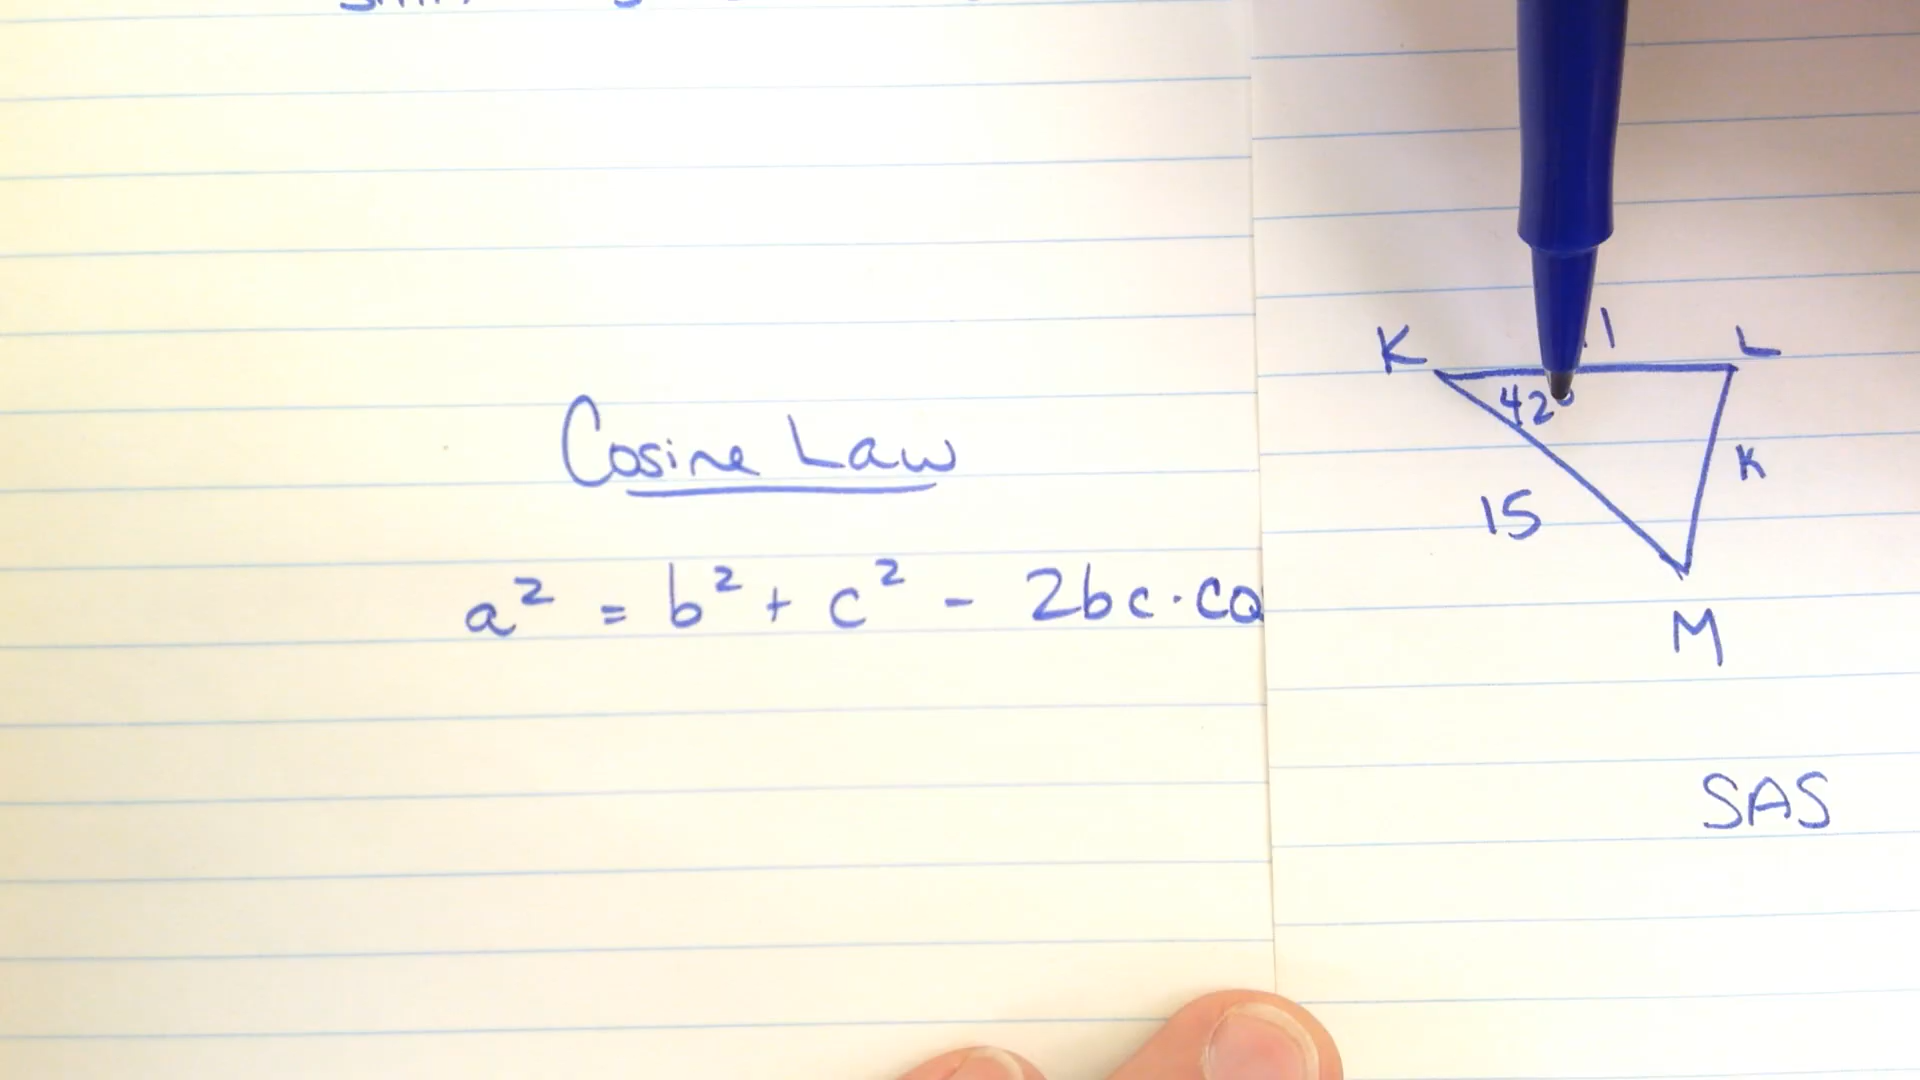 Cosine Law
a² = b² + c² - 2bc · co
K
L
42°
K
15
M
SAS